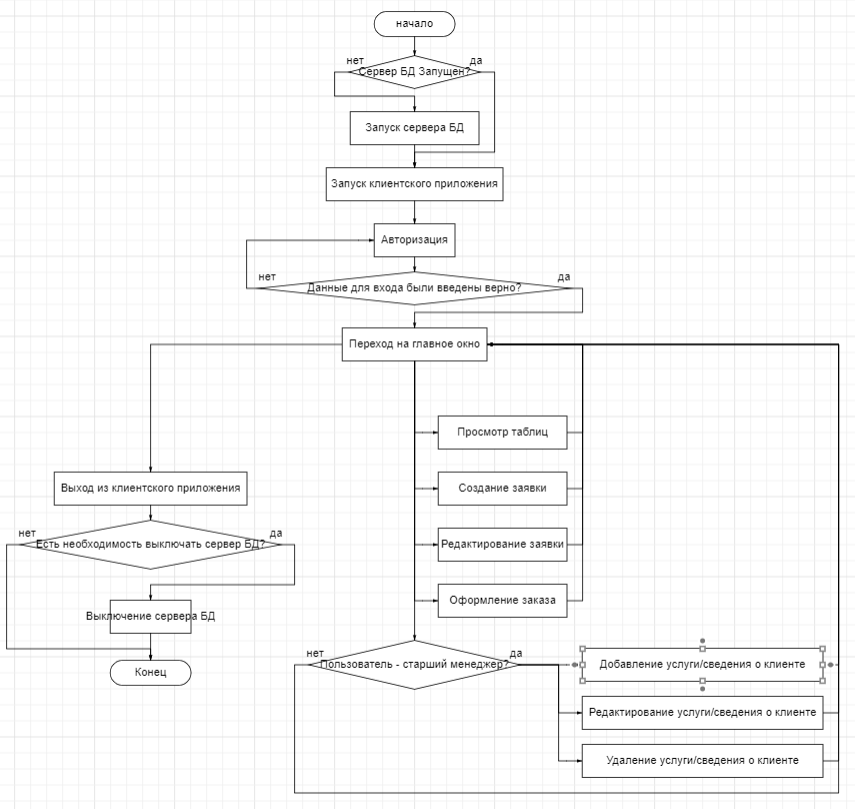 начало
нет
да
Сервер БД Запущен?
Запуск сервера БД
Запуск клиентского приложения
Авторизация
нет
да
Данные для входа были введены верно?
Переход на главное окно
Просмотр таблиц
Выход из клиентского приложения
Создание заявки
нет
да
Есть необходимость выключать сервер БД?
Редактирование заявки
Оформление заказа
Выключение сервера БД
нет
да
Пользователь - старший менеджер?
Добавление услуги/сведения о клиенте
Конец
Редактирование услуги/сведения о клиенте
Удаление услуги/сведения о клиенте